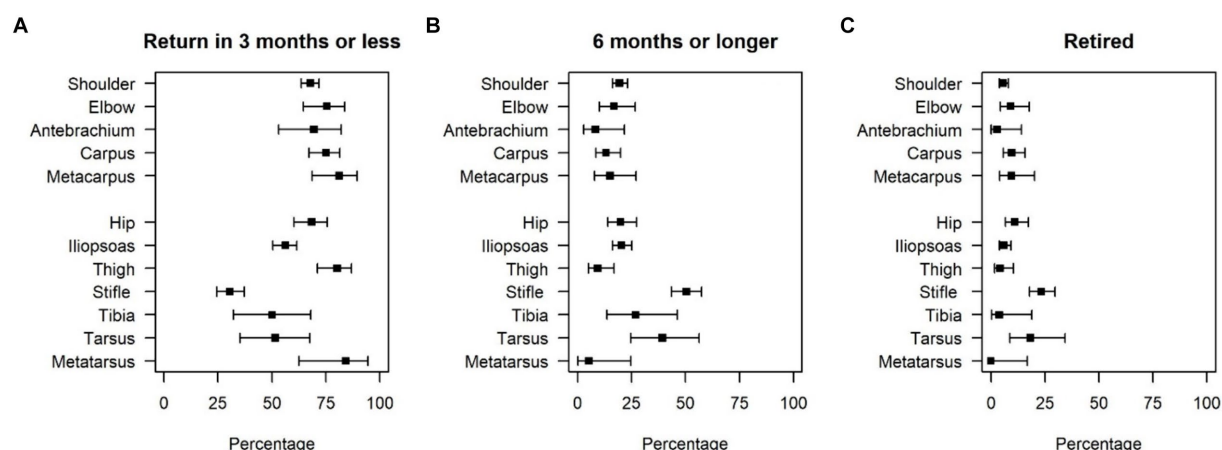 A
Return in 3 months or less
Shoulder
Elbow
Antebrachium
Carpus
Metacarpus
Hip
Iliopsoas
Thigh
Stifle
Tibia
Tarsus
Metatarsus
0 25 50 75 100
Percentage
B
6 months or longer
Shoulder
Elbow
Antebrachium
Carpus
Metacarpus
Hip
Iliopsoas
Thigh
Stifle
Tibia
Tarsus
Metatarsus
0 25 50 75 100
Percentage
C
Retired
Shoulder
Elbow
Antebrachium
Carpus
Metacarpus
Hip
Iliopsoas
Thigh
Stifle
Tibia
Tarsus
Metatarsus
0 25 50 75 100
Percentage